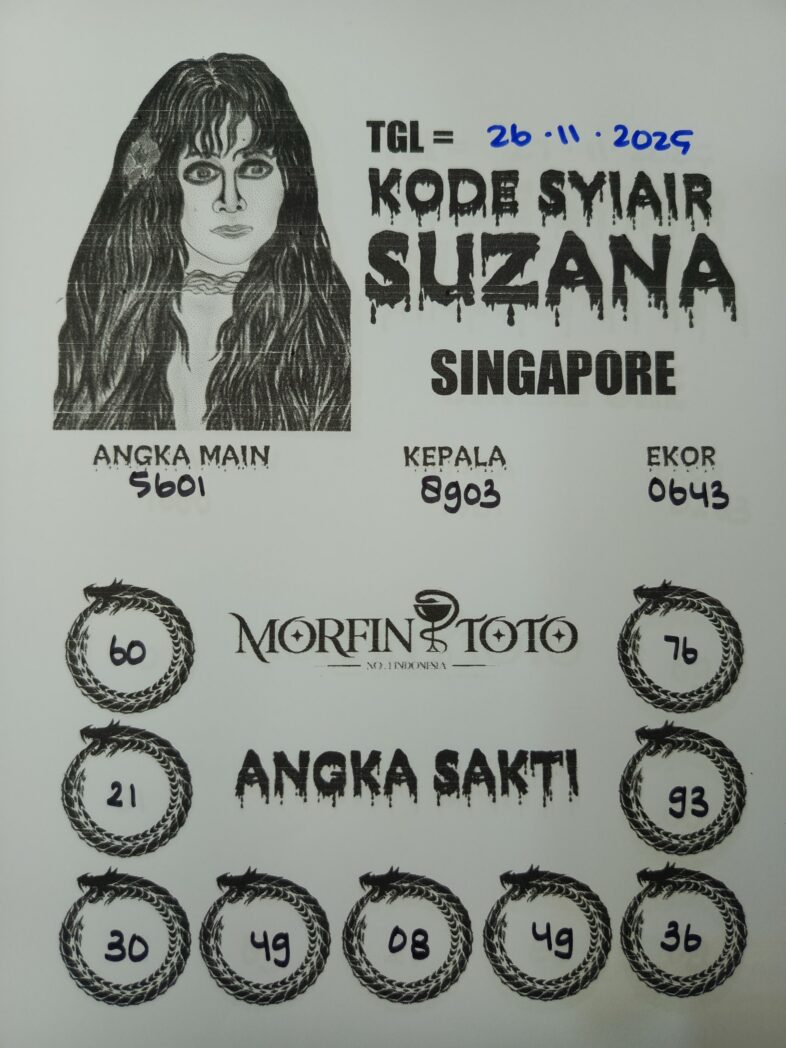 TGL = 26.11.2025
KODE SYIAIR
SUZANA
SINGAPORE
ANGKA MAIN KEPALA EKOR
5601 8903 0643
60 MORFIN TOTO 76
NO.1 INDONESIA
21 ANGKA SAKTI 93
30 49 08 49 36